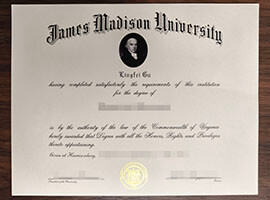 James Madison University
Lingfei Gu
having completed satisfactorily the requirements of this institution
for the degree of
is by the authority of the law of the Commonwealth of Virginia
hereby awarded that Degree with all the Honors, Rights and Privileges
thereto appertaining.
Given at Harrisonburg,